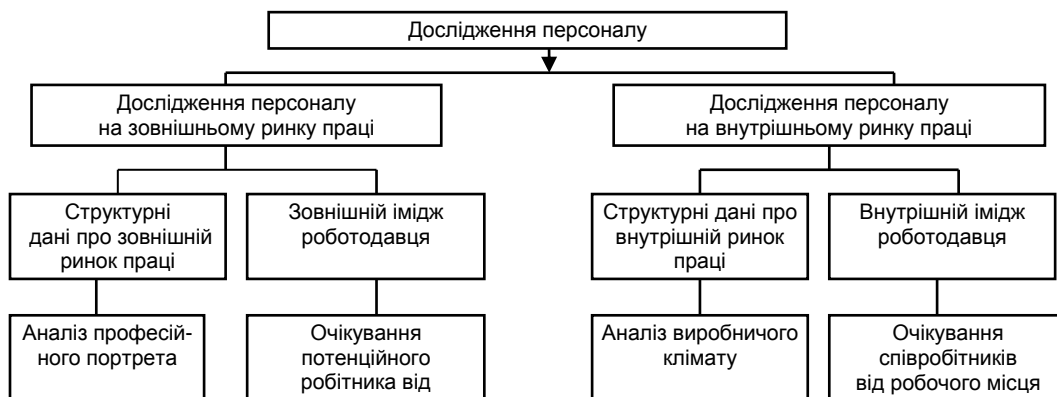 Дослідження персоналу
Дослідження персоналу
на зовнішньому ринку праці
Дослідження персоналу
на внутрішньому ринку праці
Структурні
дані про зовнішній
ринок праці
Зовнішній імідж
роботодавця
Структурні дані про
внутрішній ринок
праці
Внутрішній імідж
роботодавця
Аналіз професій-
ного портрета
Очікування
потенційного
робітника від
Аналіз виробничого
клімату
Очікування
співробітників
від робочого місця